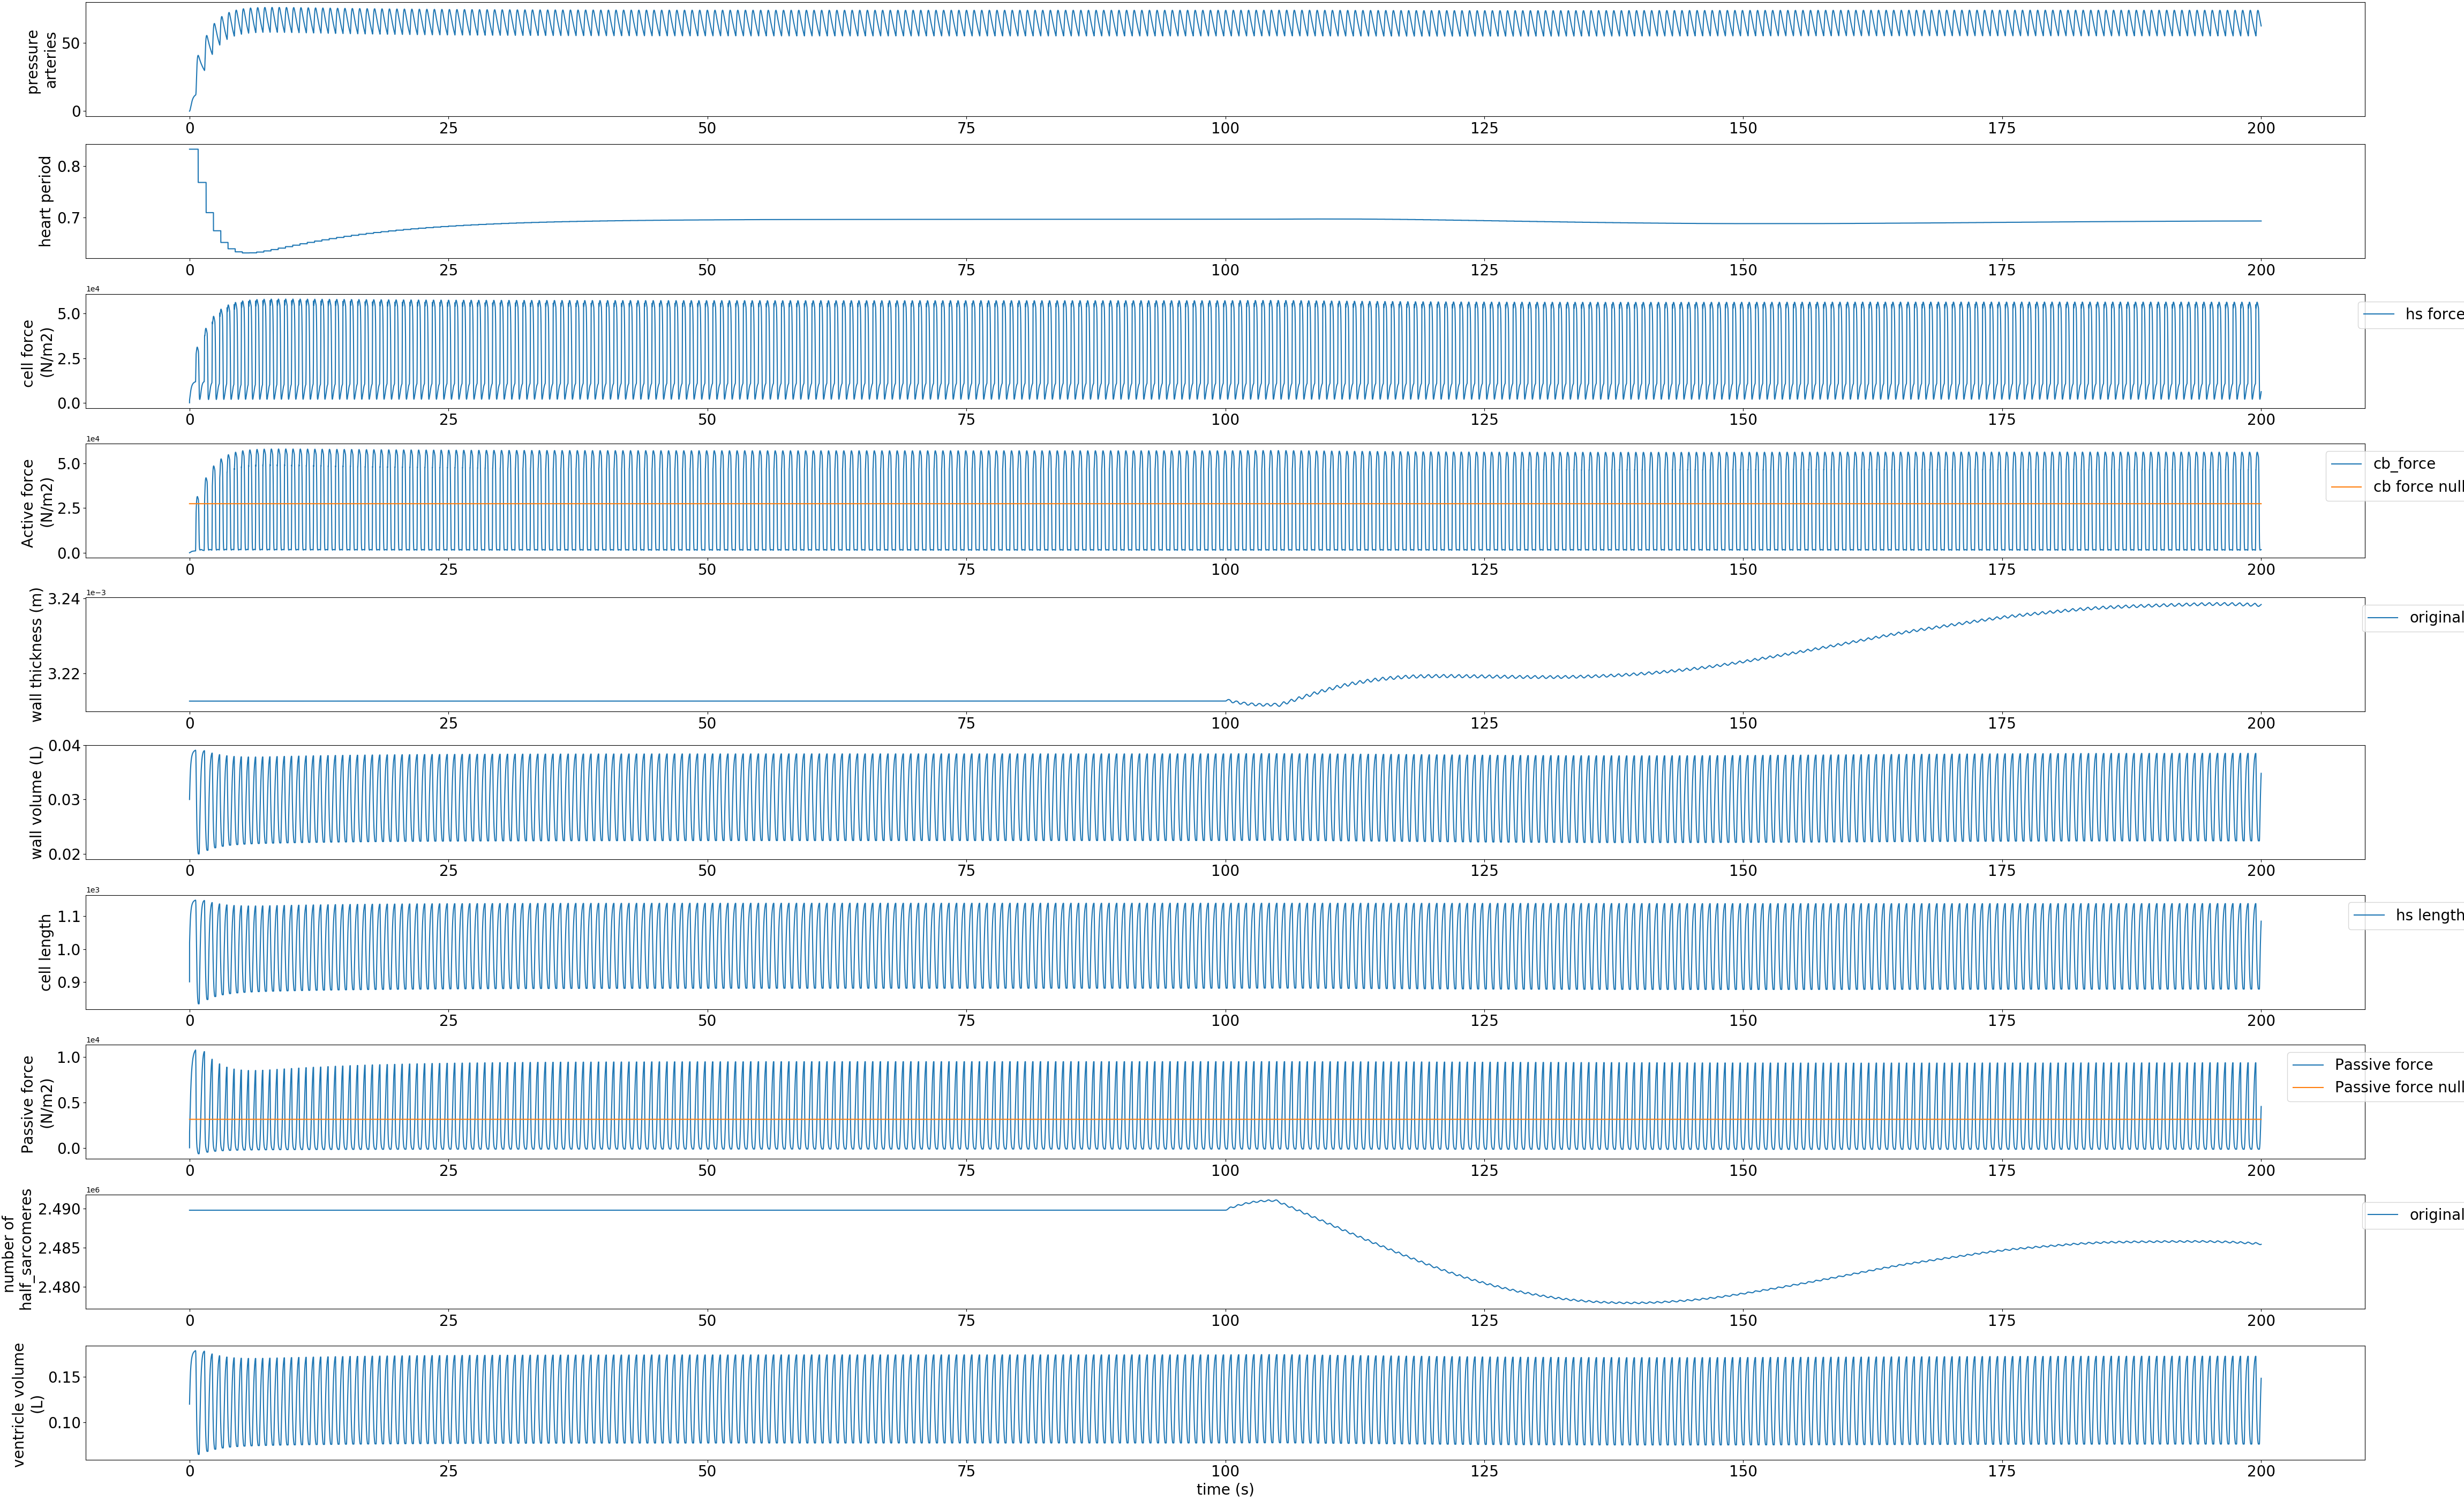 pressure
arteries
50
0
0 25 50 75 100 125 150 175 200
heart period
0.8
0.7
0 25 50 75 100 125 150 175 200
cell force
(N/m2)
1e4
5.0
2.5
0.0
hs force
0 25 50 75 100 125 150 175 200
Active force
(N/m2)
1e4
5.0
2.5
0.0
cb_force
cb force null
0 25 50 75 100 125 150 175 200
wall thickness (m)
1e−3
3.24
3.22
original
0 25 50 75 100 125 150 175 200
wall volume (L)
0.04
0.03
0.02
0 25 50 75 100 125 150 175 200
cell length
1e3
1.1
1.0
0.9
hs length
0 25 50 75 100 125 150 175 200
Passive force
(N/m2)
1e4
1.0
0.5
0.0
Passive force
Passive force null
0 25 50 75 100 125 150 175 200
number of
half_sarcomeres
1e6
2.490
2.485
2.480
original
0 25 50 75 100 125 150 175 200
ventricle volume
(L)
0.15
0.10
0 25 50 75 100 125 150 175 200
time (s)